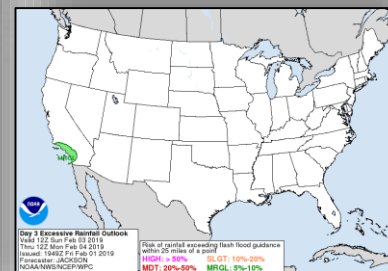 MRGL
noaa
Day 3 Excessive Rainfall Outlook
Valid 12Z Sun Feb 03 2019
Thru 12Z Mon Feb 04 2019
Issued: 1949Z Fri Feb 01 2019
Forecaster: JACKSON
NOAA/NWS/NCEP/WPC
Risk of rainfall exceeding flash flood guidance
within 25 miles of a point
HIGH: > 50% SLGT: 10%-20%
MDT: 20%-50% MRGL: 5%-10%